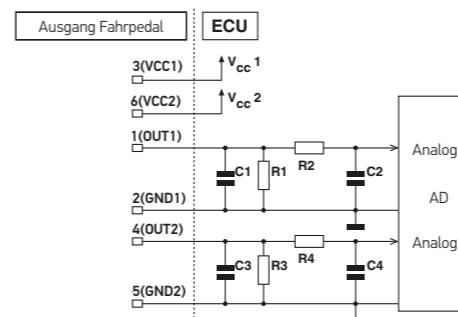 Ausgang Fahrpedal
ECU
3(VCC1)
Vcc 1
6(VCC2)
Vcc 2
1(OUT1)
R2
Analog
C1
R1
C2
AD
2(GND1)
4(OUT2)
R4
Analog
C3
R3
C4
5(GND2)